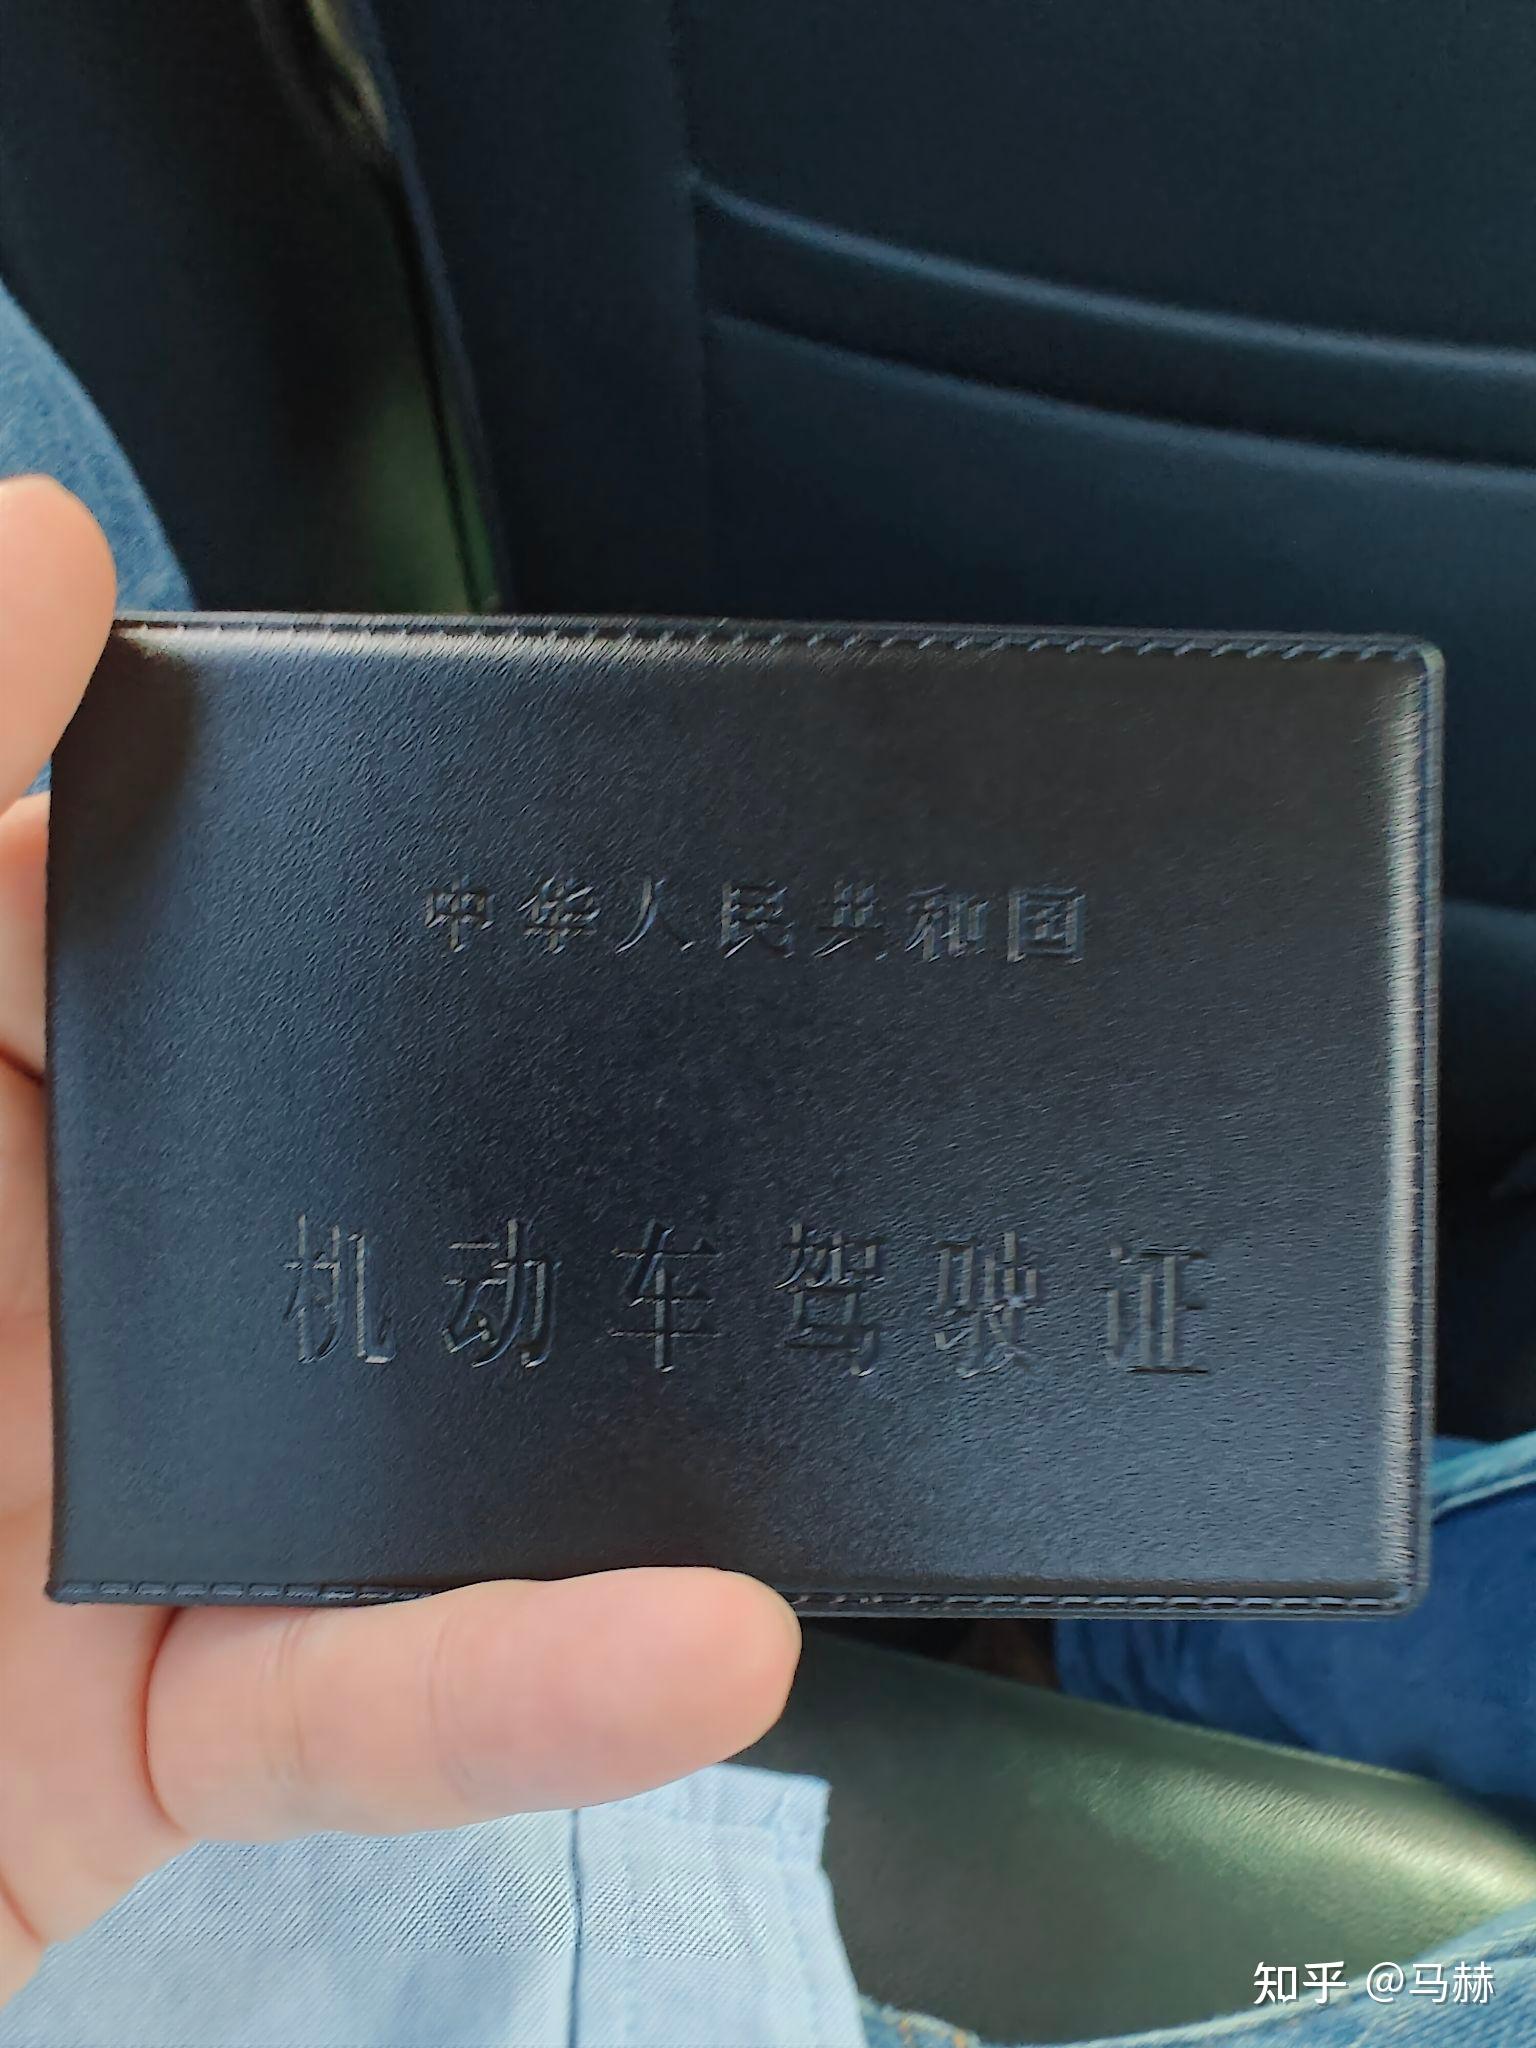 中华人民共和国
机动车驾驶证
知乎 @马赫